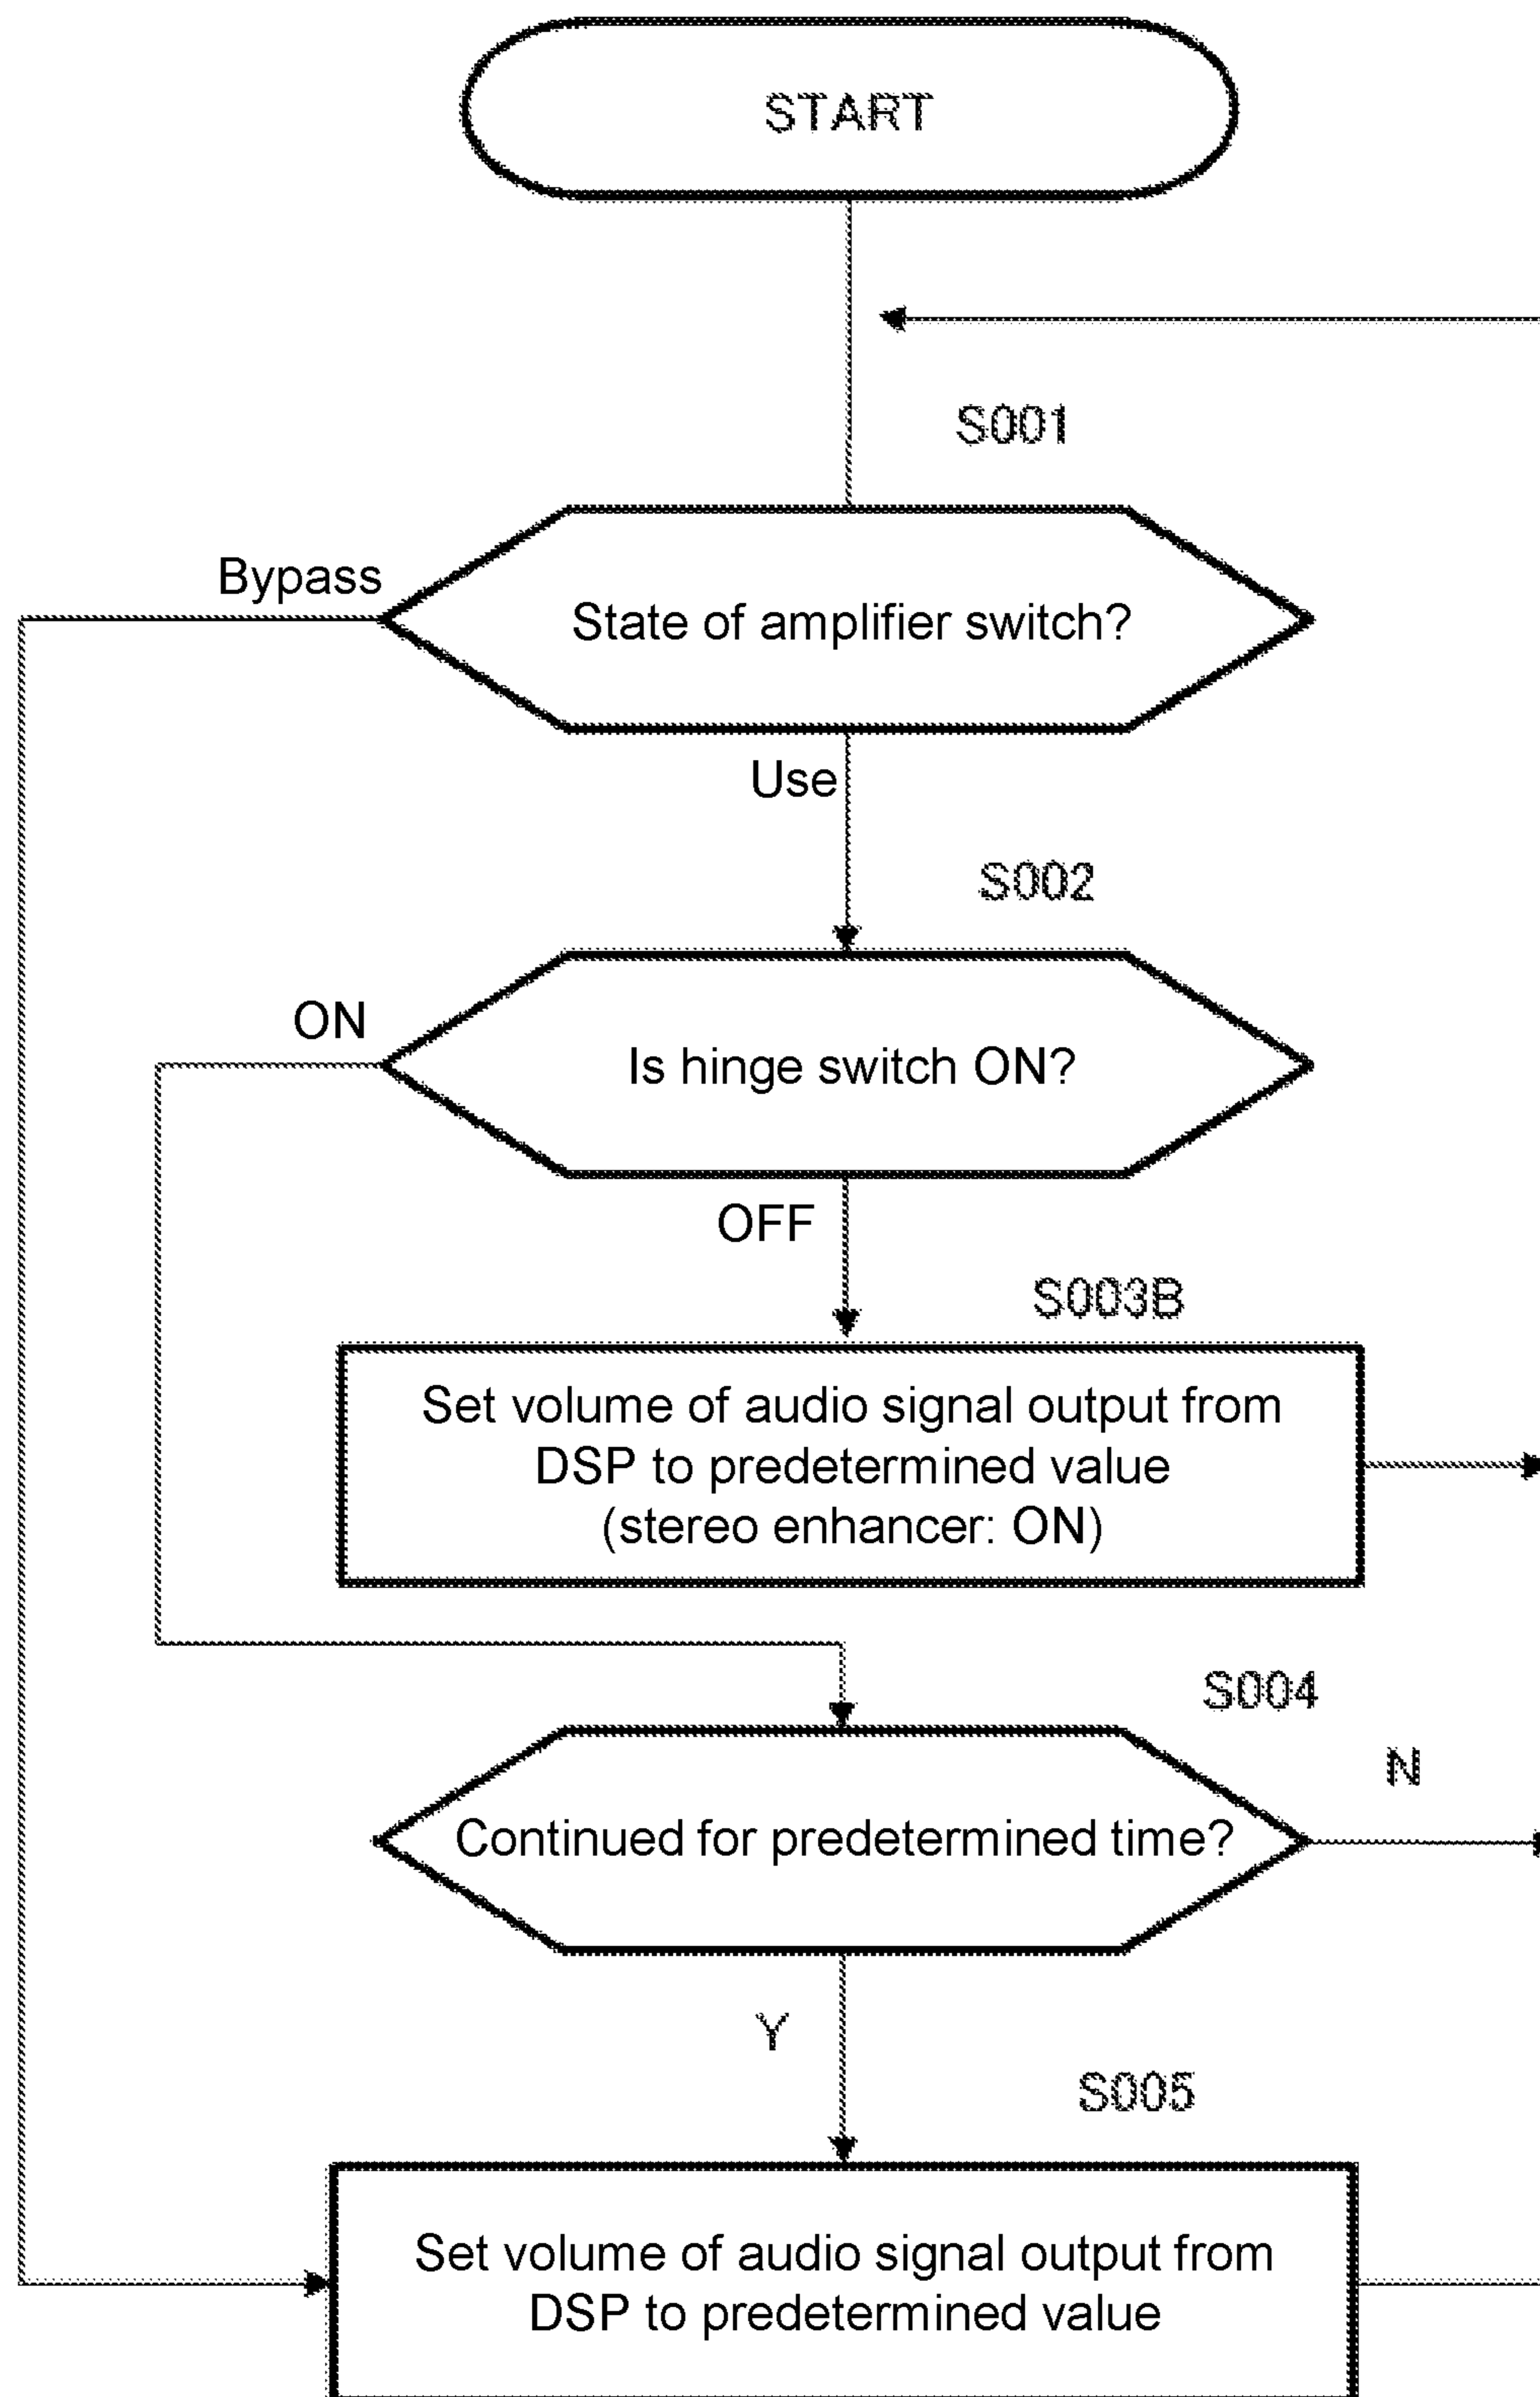 START
S001
Bypass
State of amplifier switch?
Use
S002
ON
Is hinge switch ON?
OFF
S003B
Set volume of audio signal output from
DSP to predetermined value
(stereo enhancer: ON)
S004
N
Continued for predetermined time?
Y
S005
Set volume of audio signal output from
DSP to predetermined value